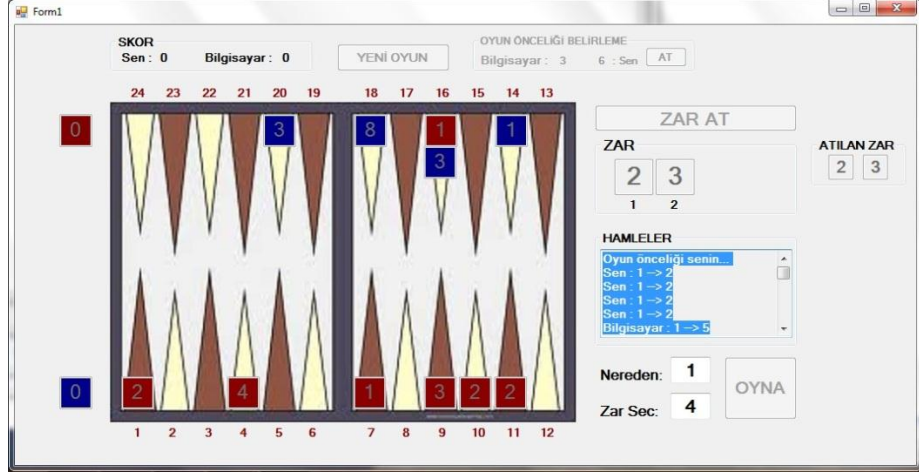 Form1
SKOR
Sen : 0 Bilgisayar : 0
YENİ OYUN
OYUN ÖNCELİĞİ BELİRLEME
Bilgisayar : 3 6 : Sen AT
24 23 22 21 20 19 18 17 16 15 14 13
0 3 8 1 1
3
ZAR AT
ZAR
2 3
1 2
ATILAN ZAR
2 3
HAMLELER
Oyun önceliği senin...
Sen : 1 --> 2
Sen : 1 --> 2
Sen : 1 --> 2
Sen : 1 --> 2
Bilgisayar : 1 --> 5
Nereden: 1
Zar Sec: 4
OYNA
0 2 4 1 3 2 2
1 2 3 4 5 6 7 8 9 10 11 12